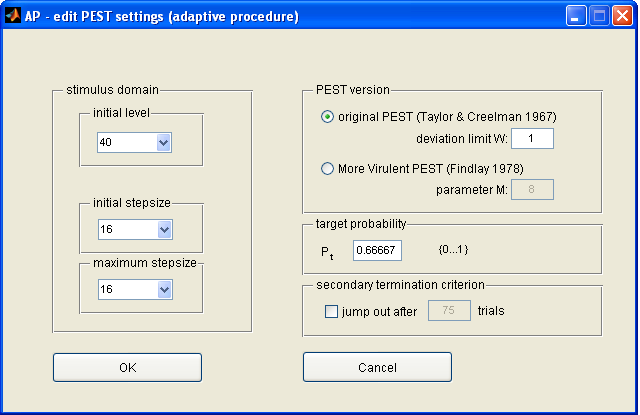 AP - edit PEST settings (adaptive procedure)
stimulus domain
initial level
40
initial stepsize
16
maximum stepsize
16
PEST version
original PEST (Taylor & Creelman 1967)
deviation limit W: 1
More Virulent PEST (Findlay 1978)
parameter M: 8
target probability
Pt 0.66667 {0...1}
secondary termination criterion
jump out after 75 trials
OK
Cancel